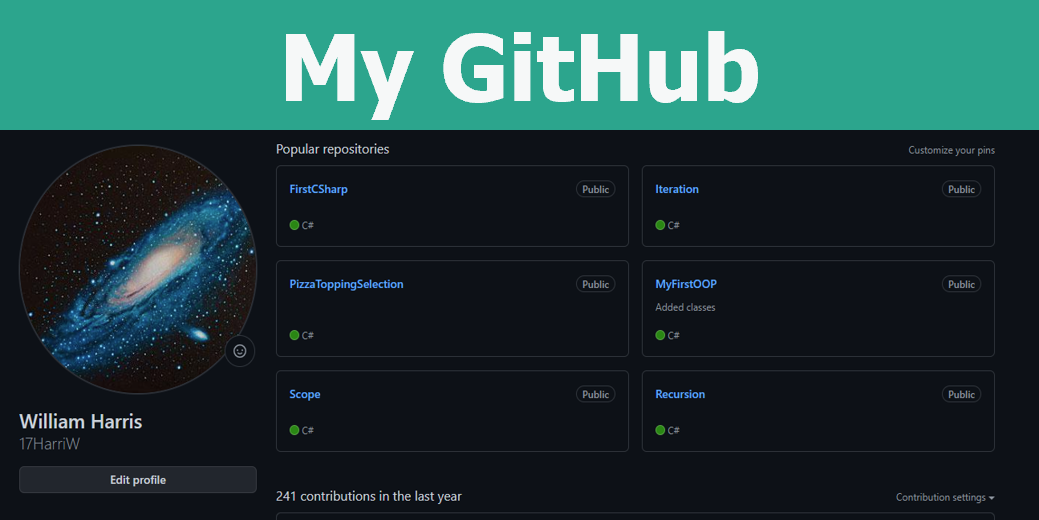 My GitHub
Popular repositories
Customize your pins
FirstCSharp Public
C#
Iteration Public
C#
PizzaToppingSelection Public
C#
MyFirstOOP Public
Added classes
C#
Scope Public
C#
Recursion Public
C#
William Harris
17HarriW
Edit profile
241 contributions in the last year
Contribution settings